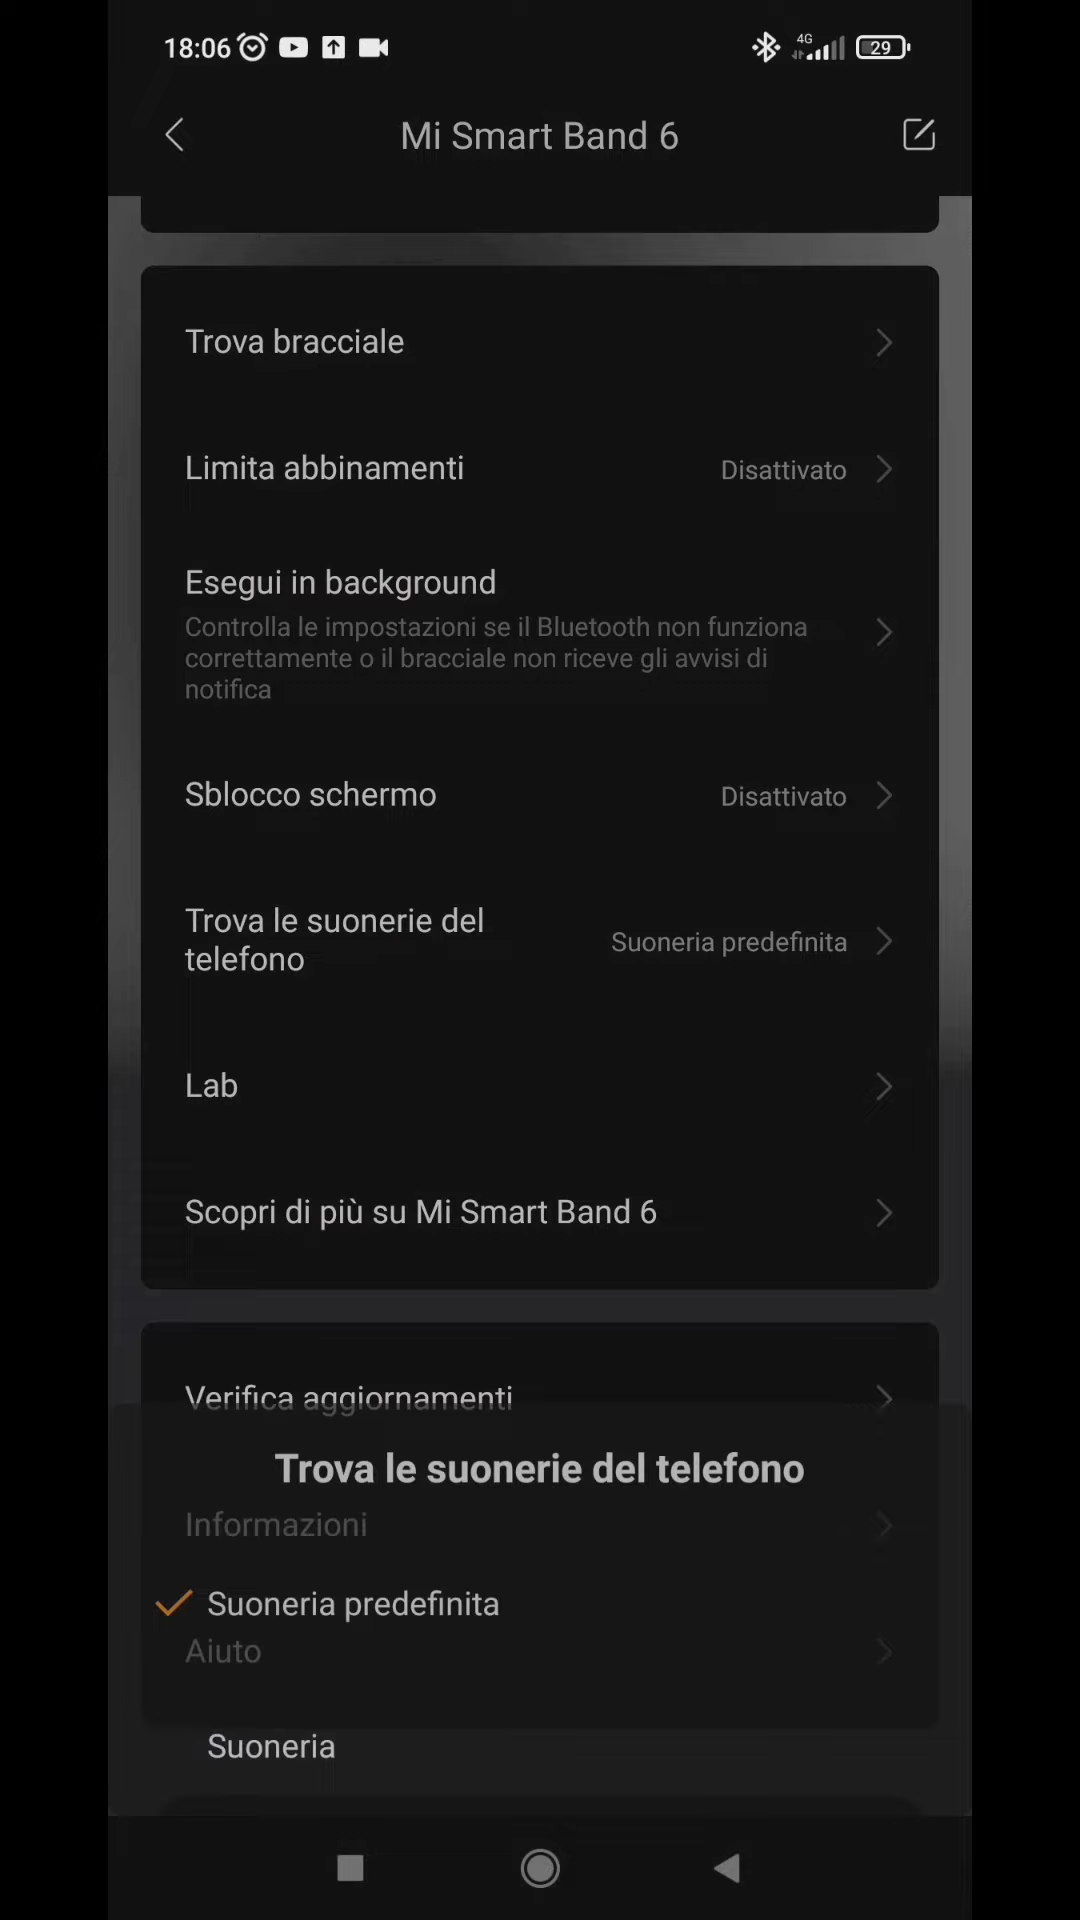 18:06
4G
29
Mi Smart Band 6
Trova bracciale
Limita abbinamenti
Disattivato
Esegui in background
Controlla le impostazioni se il Bluetooth non funziona
correttamente o il bracciale non riceve gli avvisi di
notifica
Sblocco schermo
Disattivato
Trova le suonerie del
telefono
Suoneria predefinita
Lab
Scopri di più su Mi Smart Band 6
Verifica aggiornamenti
Trova le suonerie del telefono
Informazioni
Suoneria predefinita
Aiuto
Suoneria